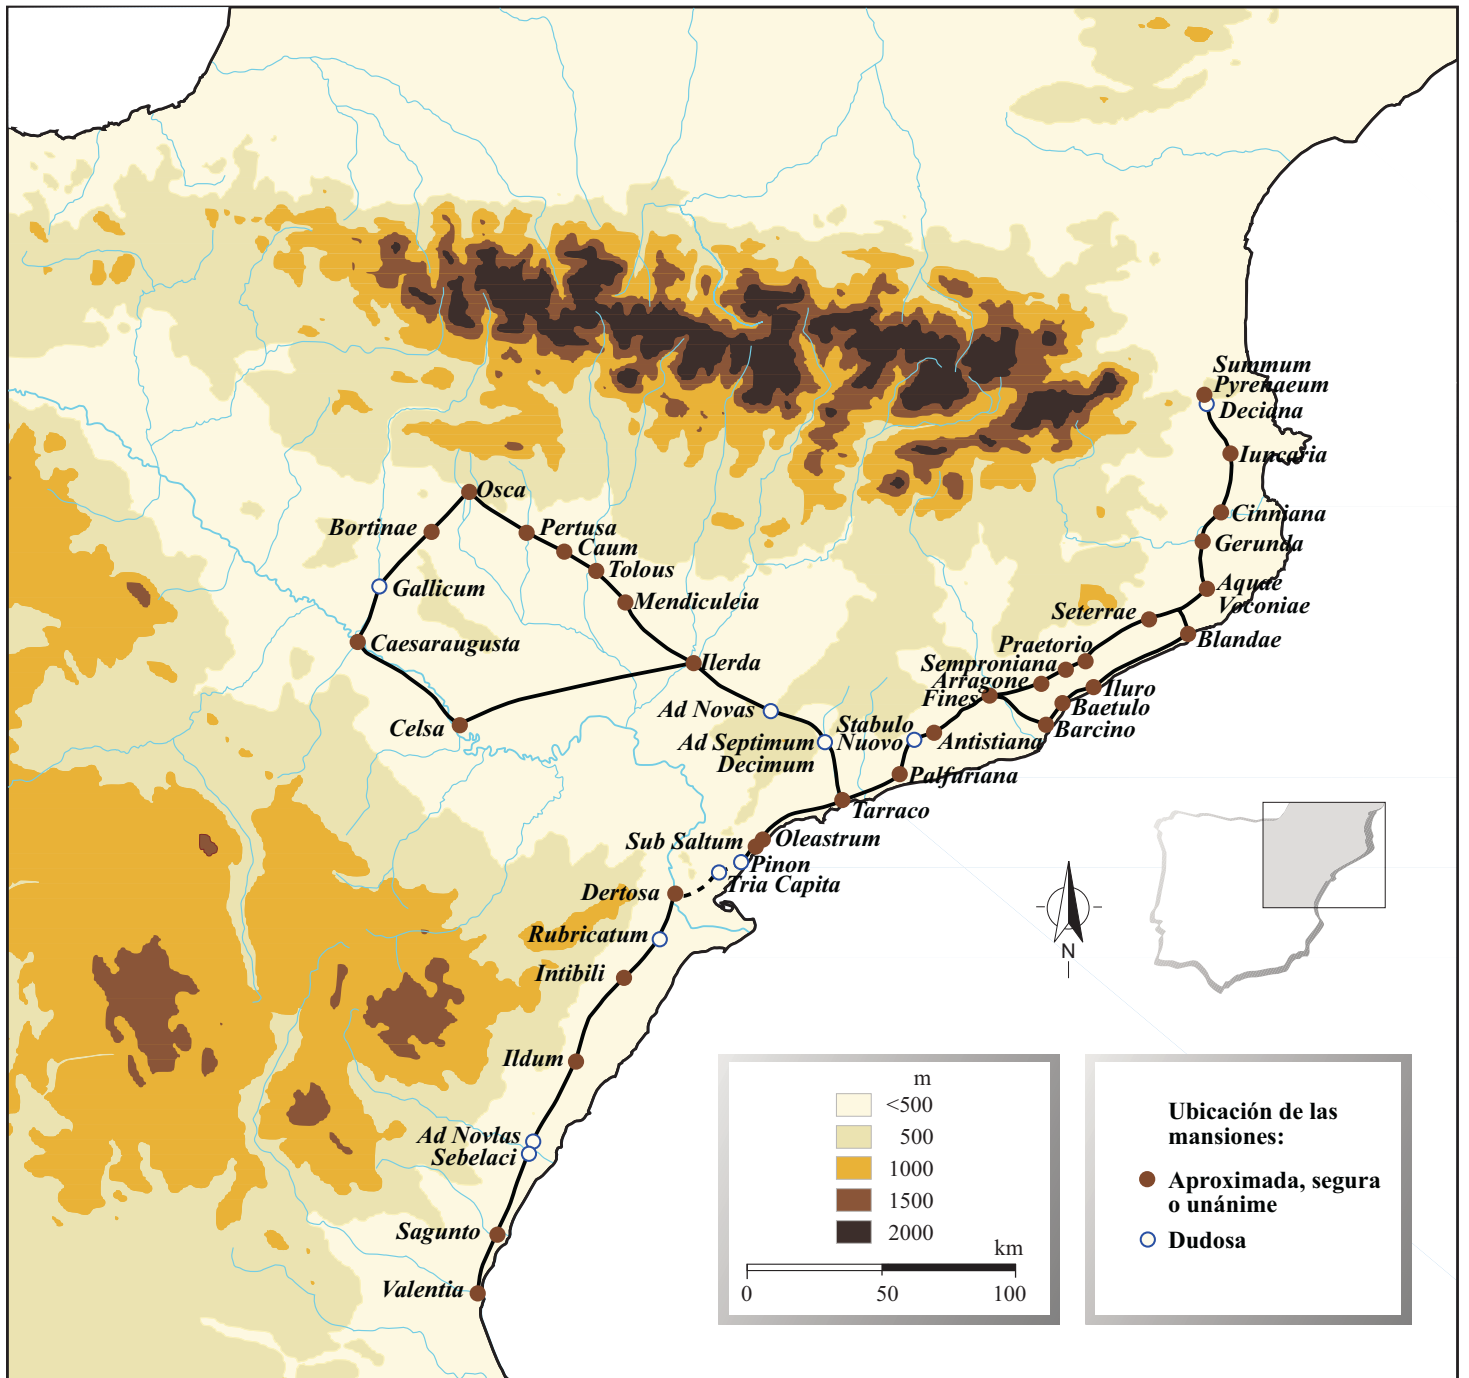 Summum
Pyrenaeum
Deciana
Iuncaria
Cinniana
Gerunda
Aquae
Voconiae
Seterrae
Blandae
Praetorio
Semproniana
Arragone
Fines
Iluro
Baetulo
Barcino
Osca
Bortinae
Pertusa
Caum
Tolous
Gallicum
Mendiculeia
Caesaraugusta
Ilerda
Celsa
Ad Novas
Stabulo
Nuovo
Ad Septimum
Decimum
Antistiana
Palfuriana
Tarraco
Sub Saltum
Oleastrum
Pinon
Tria Capita
Dertosa
Rubricatum
Intibili
Ildum
Ad Novlas
Sebelaci
Sagunto
Valentia
N
m
<500
500
1000
1500
2000
km
0 50 100
Ubicación de las
mansiones:
Aproximada, segura
o unánime
Dudosa